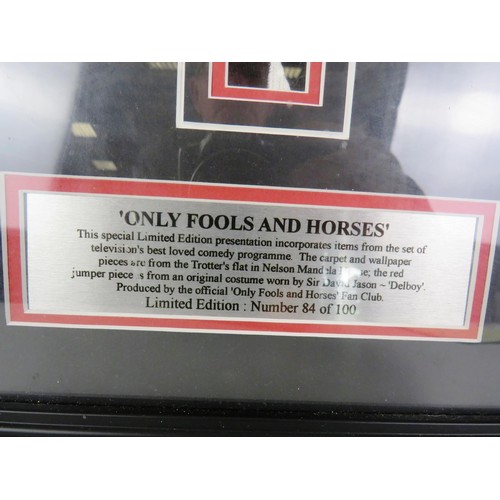 'ONLY FOOLS AND HORSES'
This special Limited Edition presentation incorporates items from the set of
television's best loved comedy programme. The carpet and wallpaper
pieces are from the Trotter's flat in Nelson Mandela House; the red
jumper piece is from an original costume worn by Sir David Jason ~ 'Delboy'.
Produced by the official 'Only Fools and Horses' Fan Club.
Limited Edition : Number 84 of 100